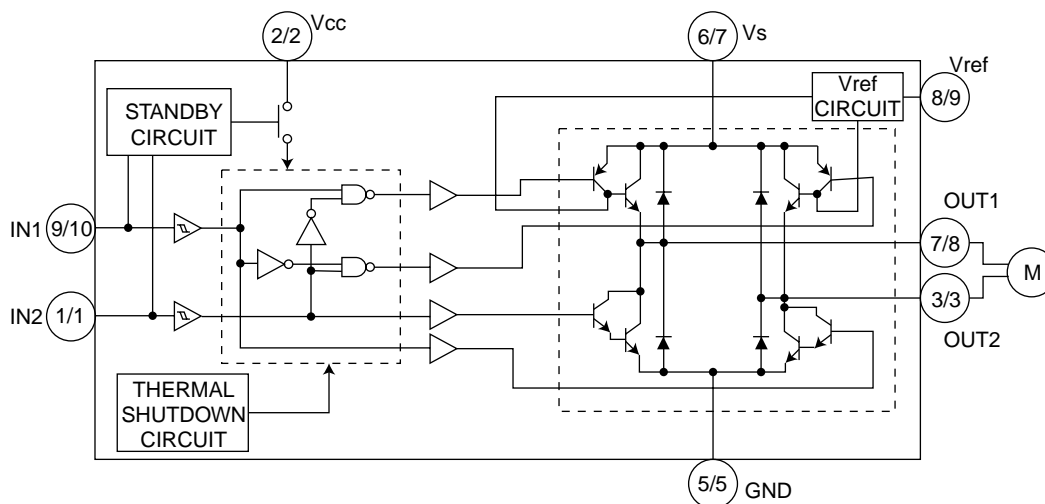 2/2
Vcc
6/7
Vs
Vref
8/9
STANDBY
CIRCUIT
Vref
CIRCUIT
IN1
9/10
OUT1
7/8
M
IN2
1/1
3/3
OUT2
THERMAL
SHUTDOWN
CIRCUIT
5/5
GND